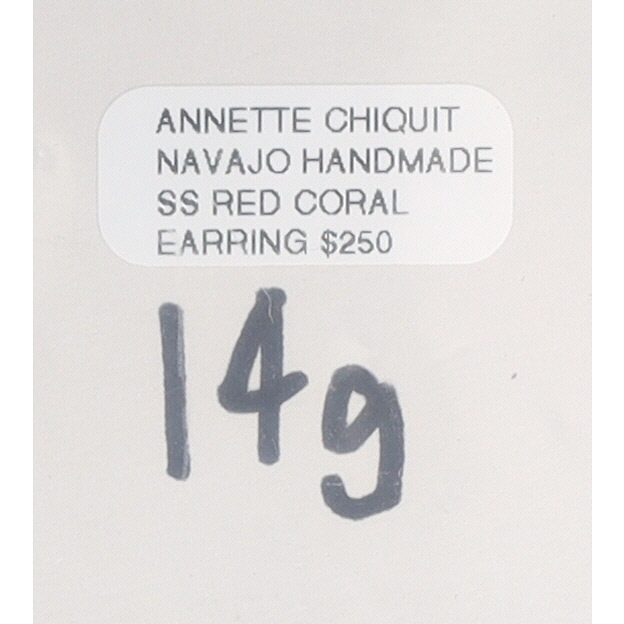 ANNETTE CHIQUIT
NAVAJO HANDMADE
SS RED CORAL
EARRING $250
14g